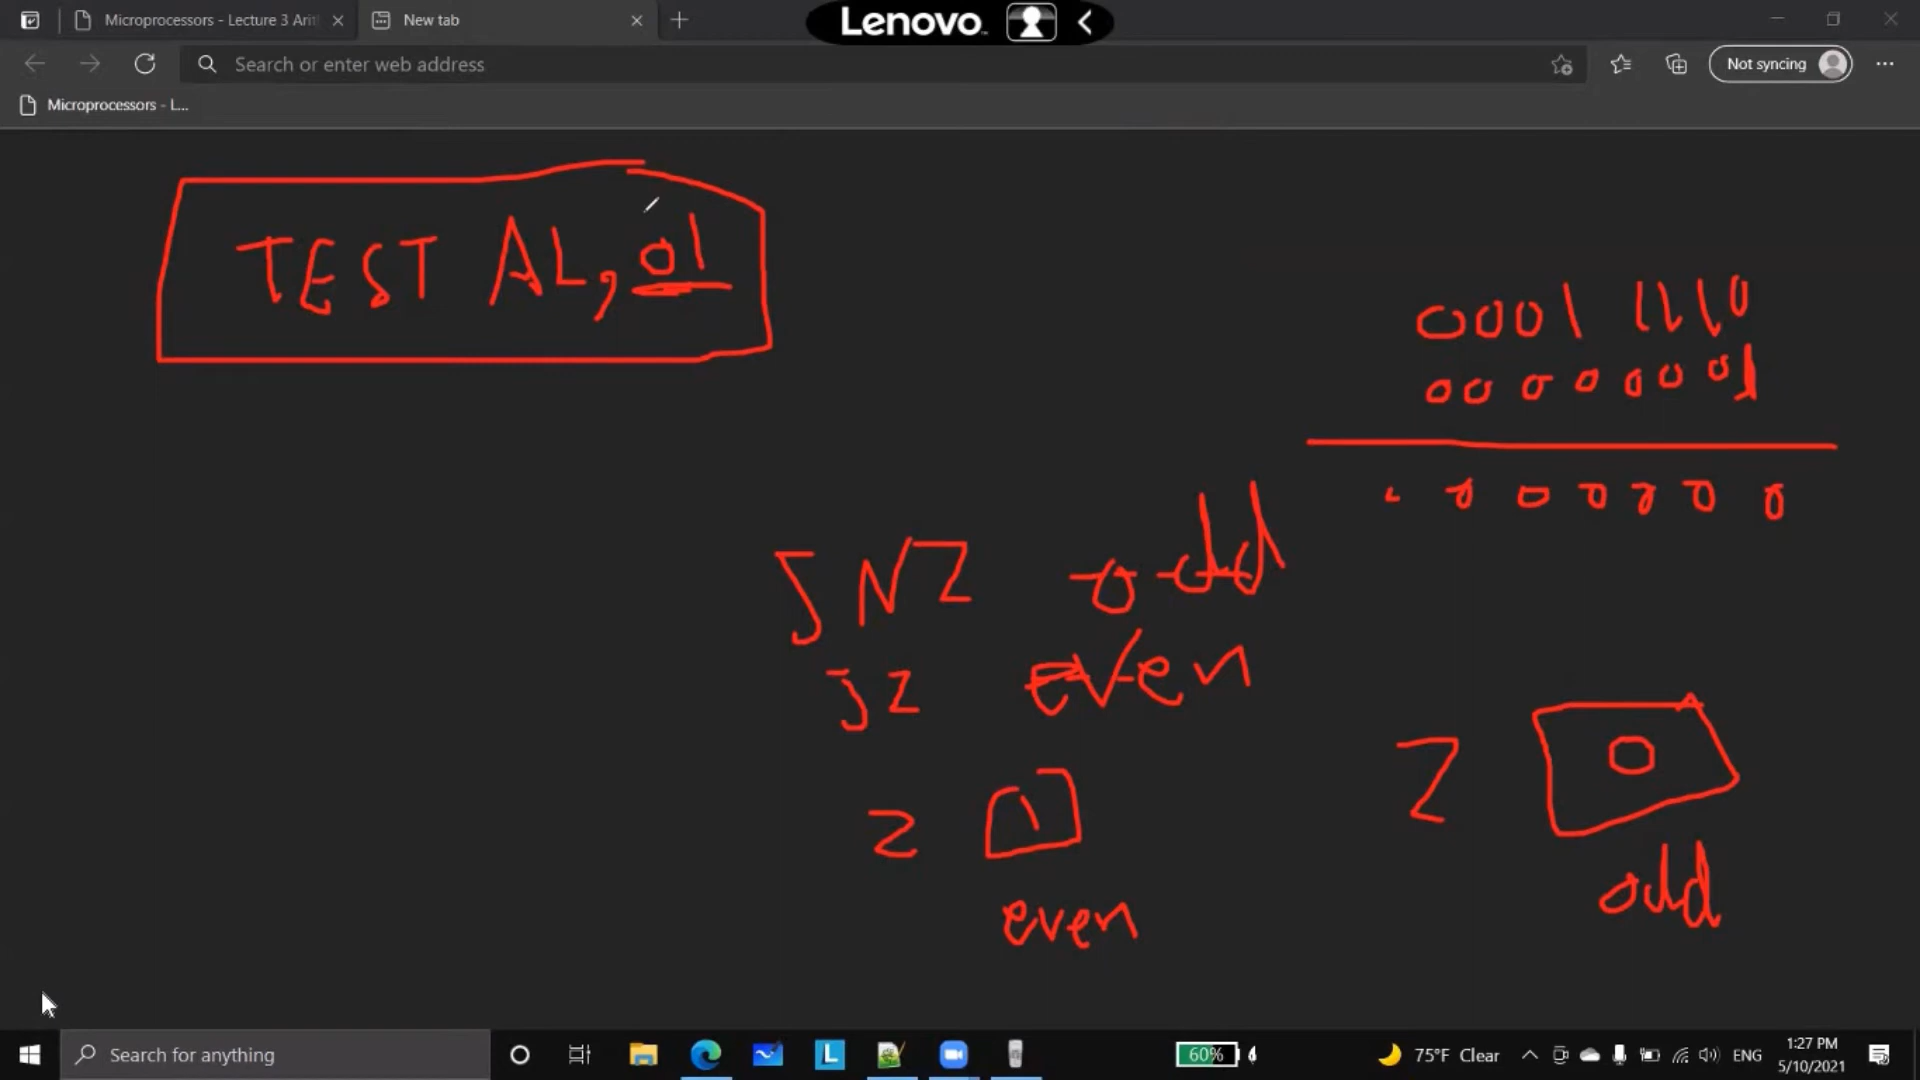 Microprocessors - Lecture 3 Arit
New tab
Lenovo
Search or enter web address
Not syncing
Microprocessors - L...
TEST AL, 01
0001 1110
00000001
000000
JNZ odd
JZ even
Z 1
even
Z 0
odd
Search for anything
L
60%
75°F Clear
ENG
1:27 PM
5/10/2021